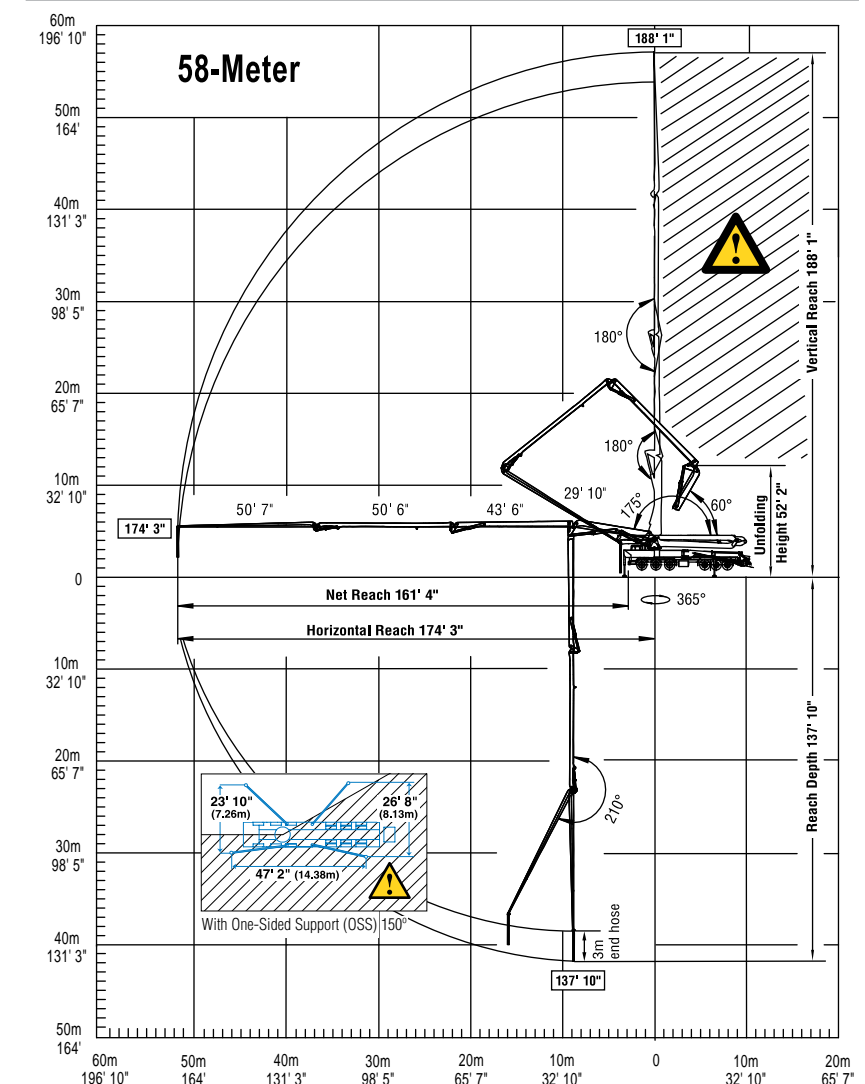 60m
196' 10"
58-Meter
188' 1"
50m
164'
40m
131' 3"
30m
98' 5"
180°
Vertical Reach 188' 1"
20m
65' 7"
180°
10m
32' 10"
50' 7"
50' 6"
43' 6"
29' 10"
175°
60°
Unfolding
Height 52' 2"
174' 3"
0
Net Reach 161' 4"
365°
Horizontal Reach 174' 3"
10m
32' 10"
20m
65' 7"
210°
Reach Depth 137' 10"
23' 10"
(7.26m)
26' 8"
(8.13m)
30m
98' 5"
47' 2" (14.38m)
With One-Sided Support (OSS) 150°
3m
end hose
40m
131' 3"
137' 10"
50m
164'
60m 50m 40m 30m 20m 10m 0 10m 20m
196' 10" 164' 131' 3" 98' 5" 65' 7" 32' 10" 32' 10" 65' 7"